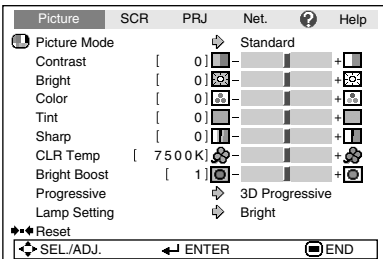 Picture SCR PRJ Net. ? Help
Picture Mode Standard
Contrast [ 0] - +
Bright [ 0] - +
Color [ 0] - +
Tint [ 0] - +
Sharp [ 0] - +
CLR Temp [ 7500K] - +
Bright Boost [ 1] - +
Progressive 3D Progressive
Lamp Setting Bright
Reset
SEL./ADJ. ENTER END